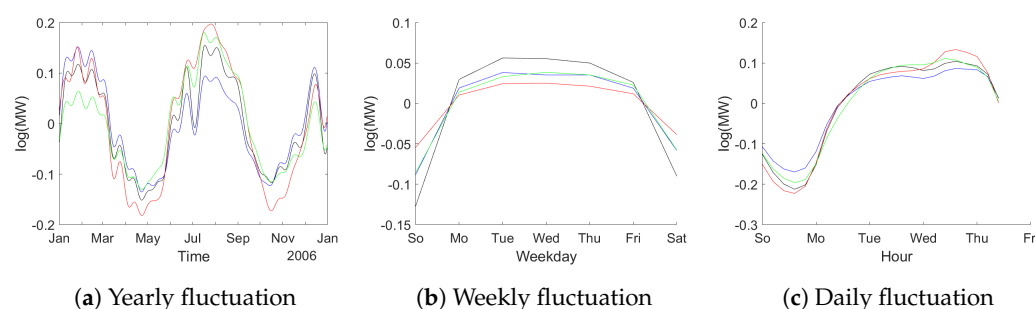 0.2
0.1
0
-0.1
-0.2
log(MW)
Jan Mar May Jul Sep Nov Jan
Time 2006
(a) Yearly fluctuation
0.1
0.05
0
-0.05
-0.1
-0.15
log(MW)
So Mo Tue Wed Thu Fri Sat
Weekday
(b) Weekly fluctuation
0.2
0.1
0
-0.1
-0.2
-0.3
log(MW)
So Mo Tue Wed Thu Fr
Hour
(c) Daily fluctuation